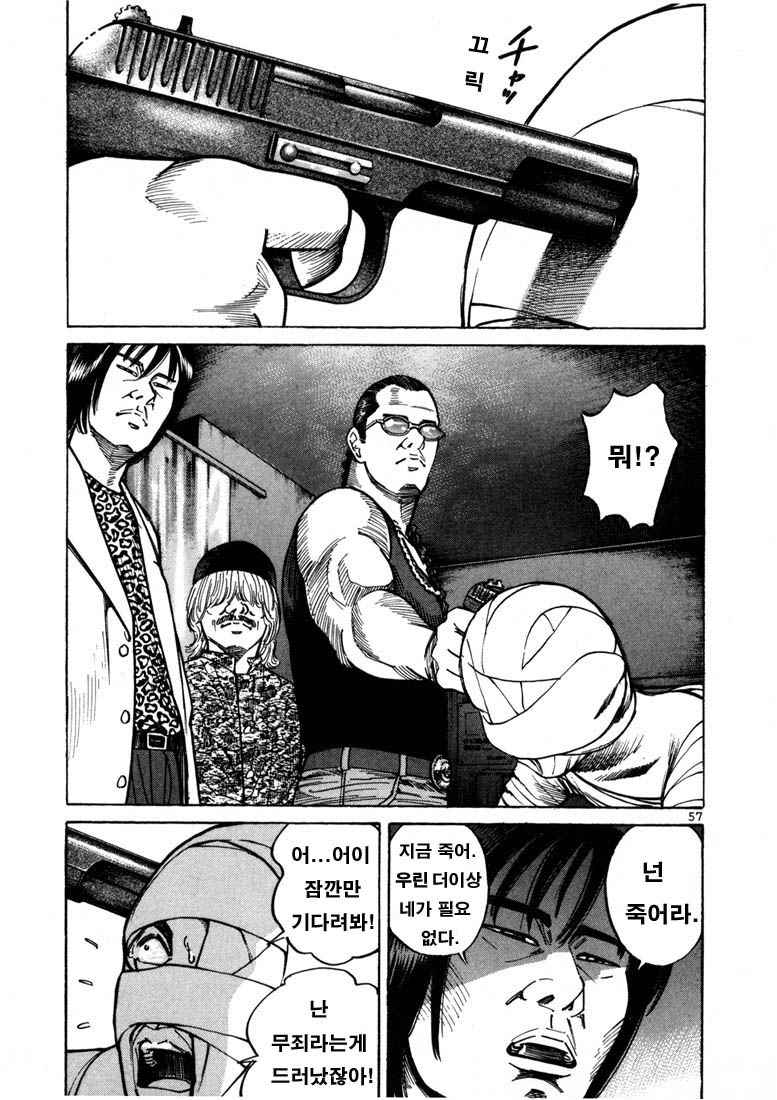 끄
릭
チャッ
뭐!?
57
넌
죽어라.
지금 죽어.
우린 더이상
네가 필요
없다.
어...어이
잠깐만
기다려봐!
난
무죄라는게
드러났잖아!